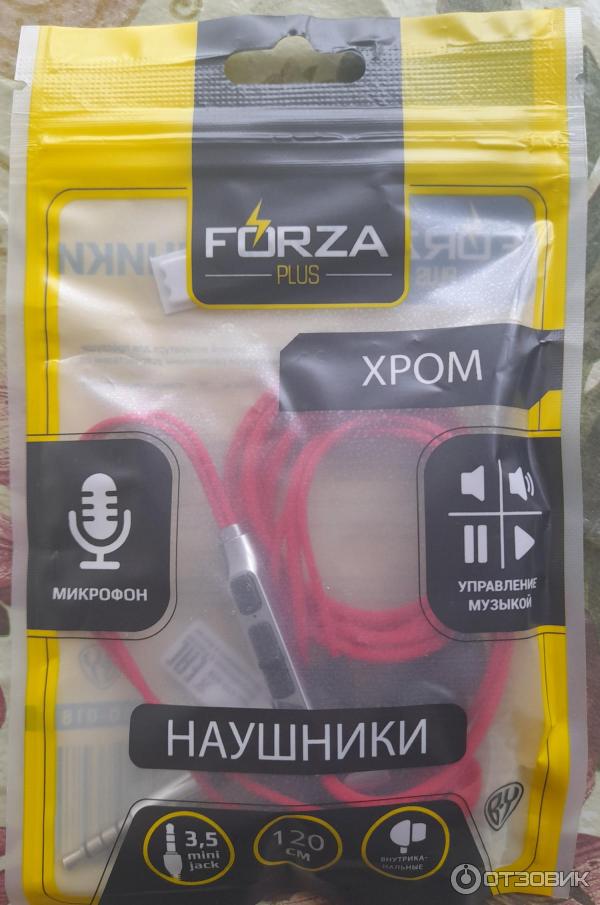 FORZA
PLUS
ХРОМ
МИКРОФОН
УПРАВЛЕНИЕ
МУЗЫКОЙ
НАУШНИКИ
3,5
mini
jack
120
см
ВНУТРИКА-
НАЛЬНЫЕ
ОТЗОВИК